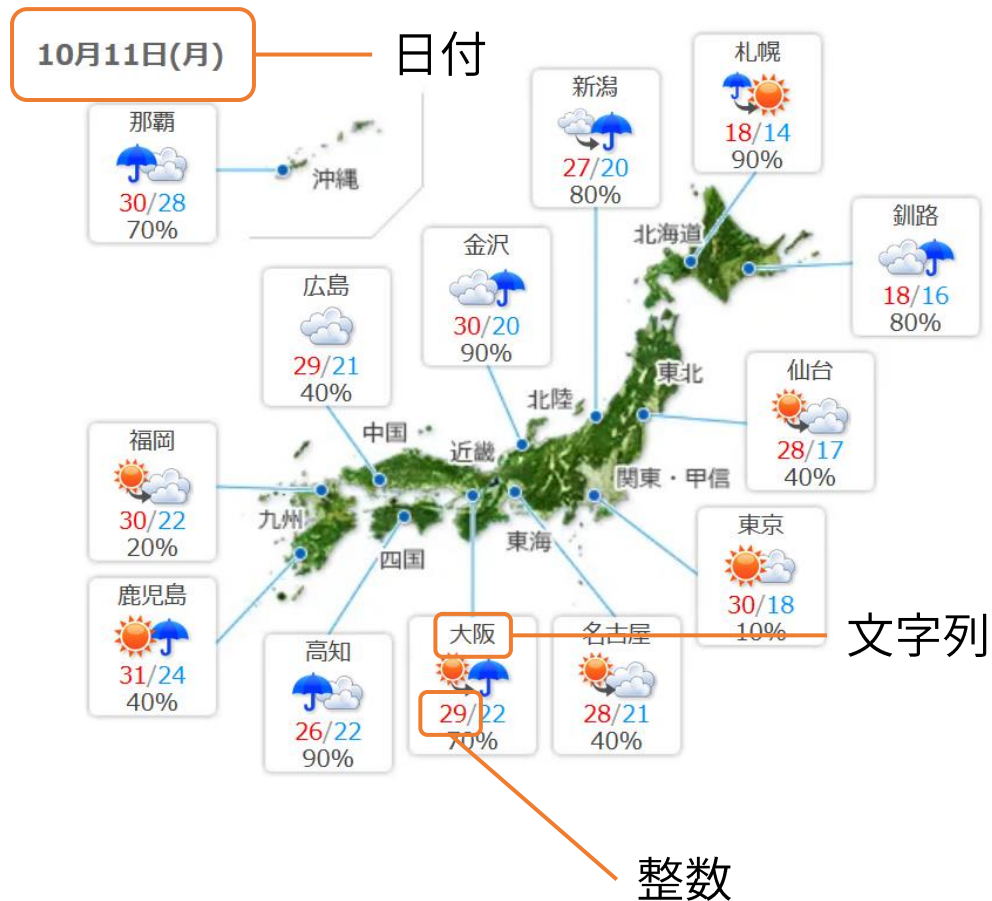 10月11日(月)
日付
那覇
30/28
70%
沖縄
新潟
27/20
80%
札幌
18/14
90%
北海道
釧路
18/16
80%
金沢
30/20
90%
広島
29/21
40%
東北
仙台
28/17
40%
北陸
中国
近畿
関東・甲信
福岡
30/22
20%
九州
四国
東海
東京
30/18
10%
鹿児島
31/24
40%
高知
26/22
90%
大阪
29/22
70%
名古屋
28/21
40%
文字列
整数